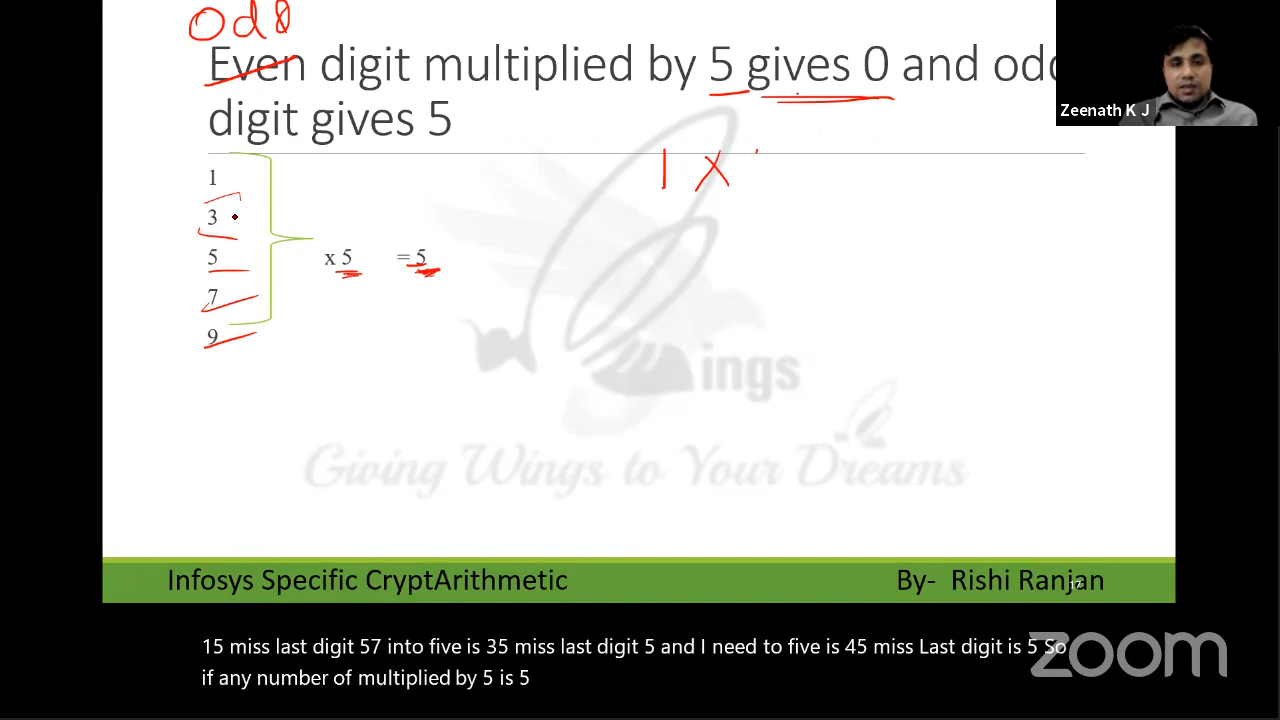 Odd
Even digit multiplied by 5 gives 0 and odd
digit gives 5
Zeenath K J
1 X
1
3
5 x 5 = 5
7
9
ings
Giving Wings to Your Dreams
Infosys Specific CryptArithmetic By- Rishi Ranjan
17
15 miss last digit 57 into five is 35 miss last digit 5 and I need to five is 45 miss Last digit is 5 So
if any number of multiplied by 5 is 5
zoom